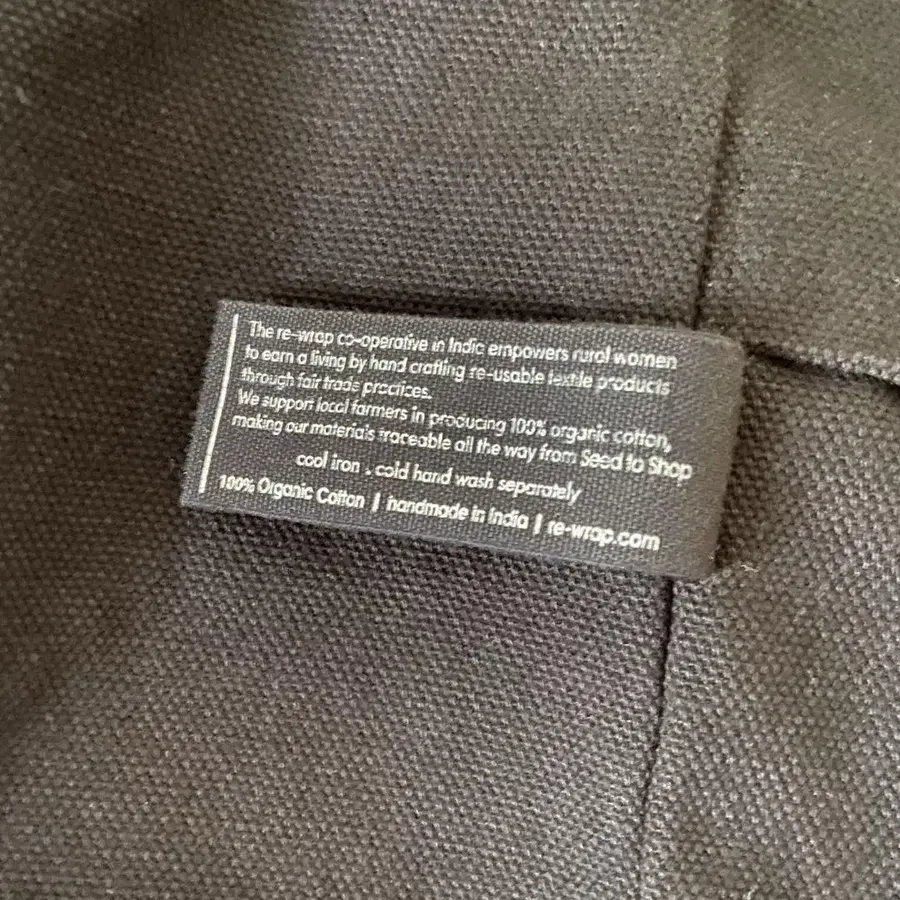 The re-wrap co-operative in India empowers rural women
to earn a living by hand crafting re-usable textile products
through fair trade practices.
We support local farmers in producing 100% organic cotton,
making our materials traceable all the way from Seed to Shop
cool iron . cold hand wash separately
100% Organic Cotton | handmade in India | re-wrap.com